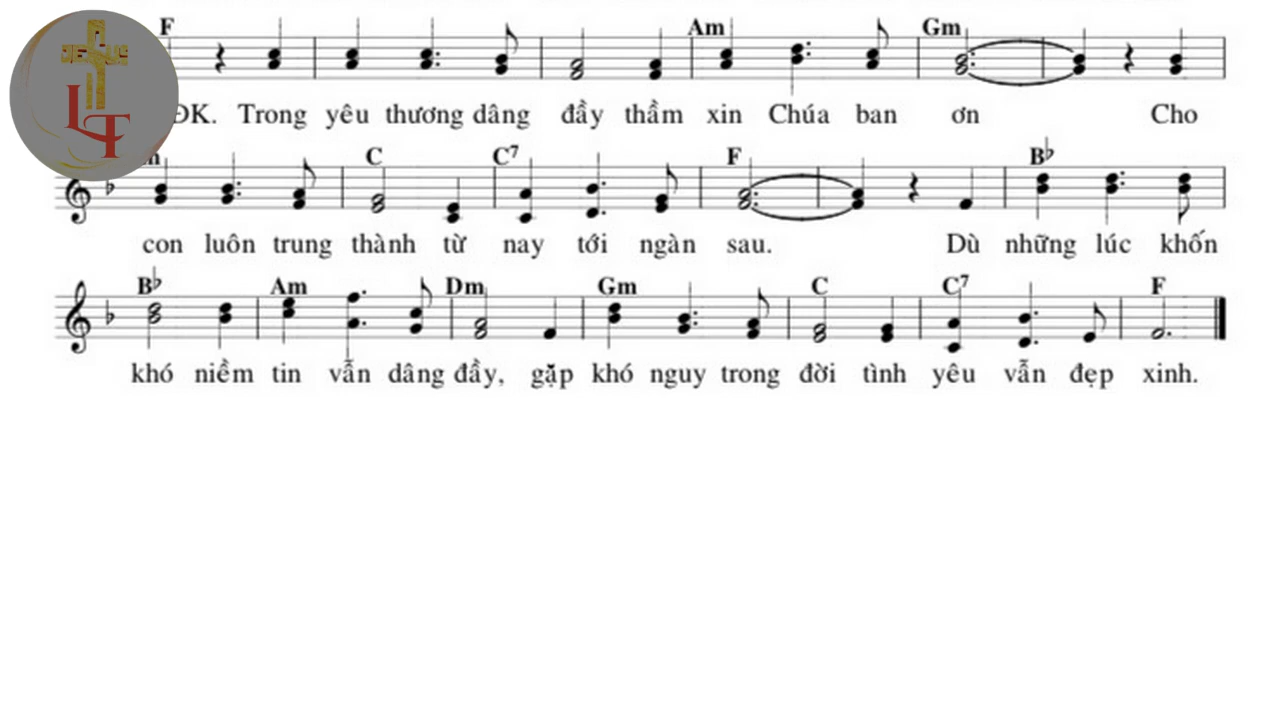 JESUS
LT
F Am Gm
ĐK. Trong yêu thương dâng đầy thầm xin Chúa ban ơn Cho
m C C7 F B♭
con luôn trung thành từ nay tới ngàn sau. Dù những lúc khốn
B♭ Am Dm Gm C C7 F
khó niềm tin vẫn dâng đầy, gặp khó nguy trong đời tình yêu vẫn đẹp xinh.